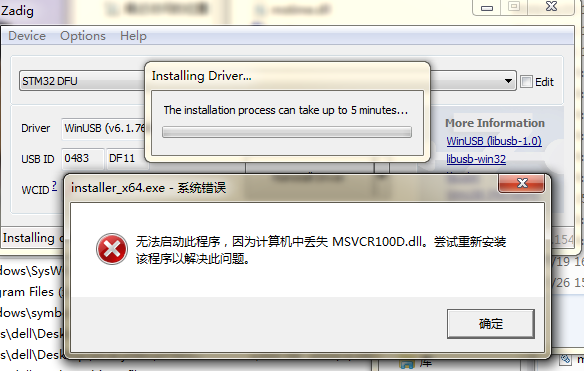 Zadig
Device Options Help
STM32 DFU
Edit
Installing Driver...
The installation process can take up to 5 minutes...
Driver
WinUSB (v6.1.76
USB ID
0483
DF11
WCID
?
More Information
WinUSB (libusb-1.0)
libusb-win32
installer_x64.exe - 系统错误
无法启动此程序，因为计算机中丢失 MSVCR100D.dll。尝试重新安装
该程序以解决此问题。
确定
Installing
154
/19 16
/26 15
dows\SysW
gram Files (
dows\symb
s\dell\Desk
s\dell\Desk
s\dell\Desk
库